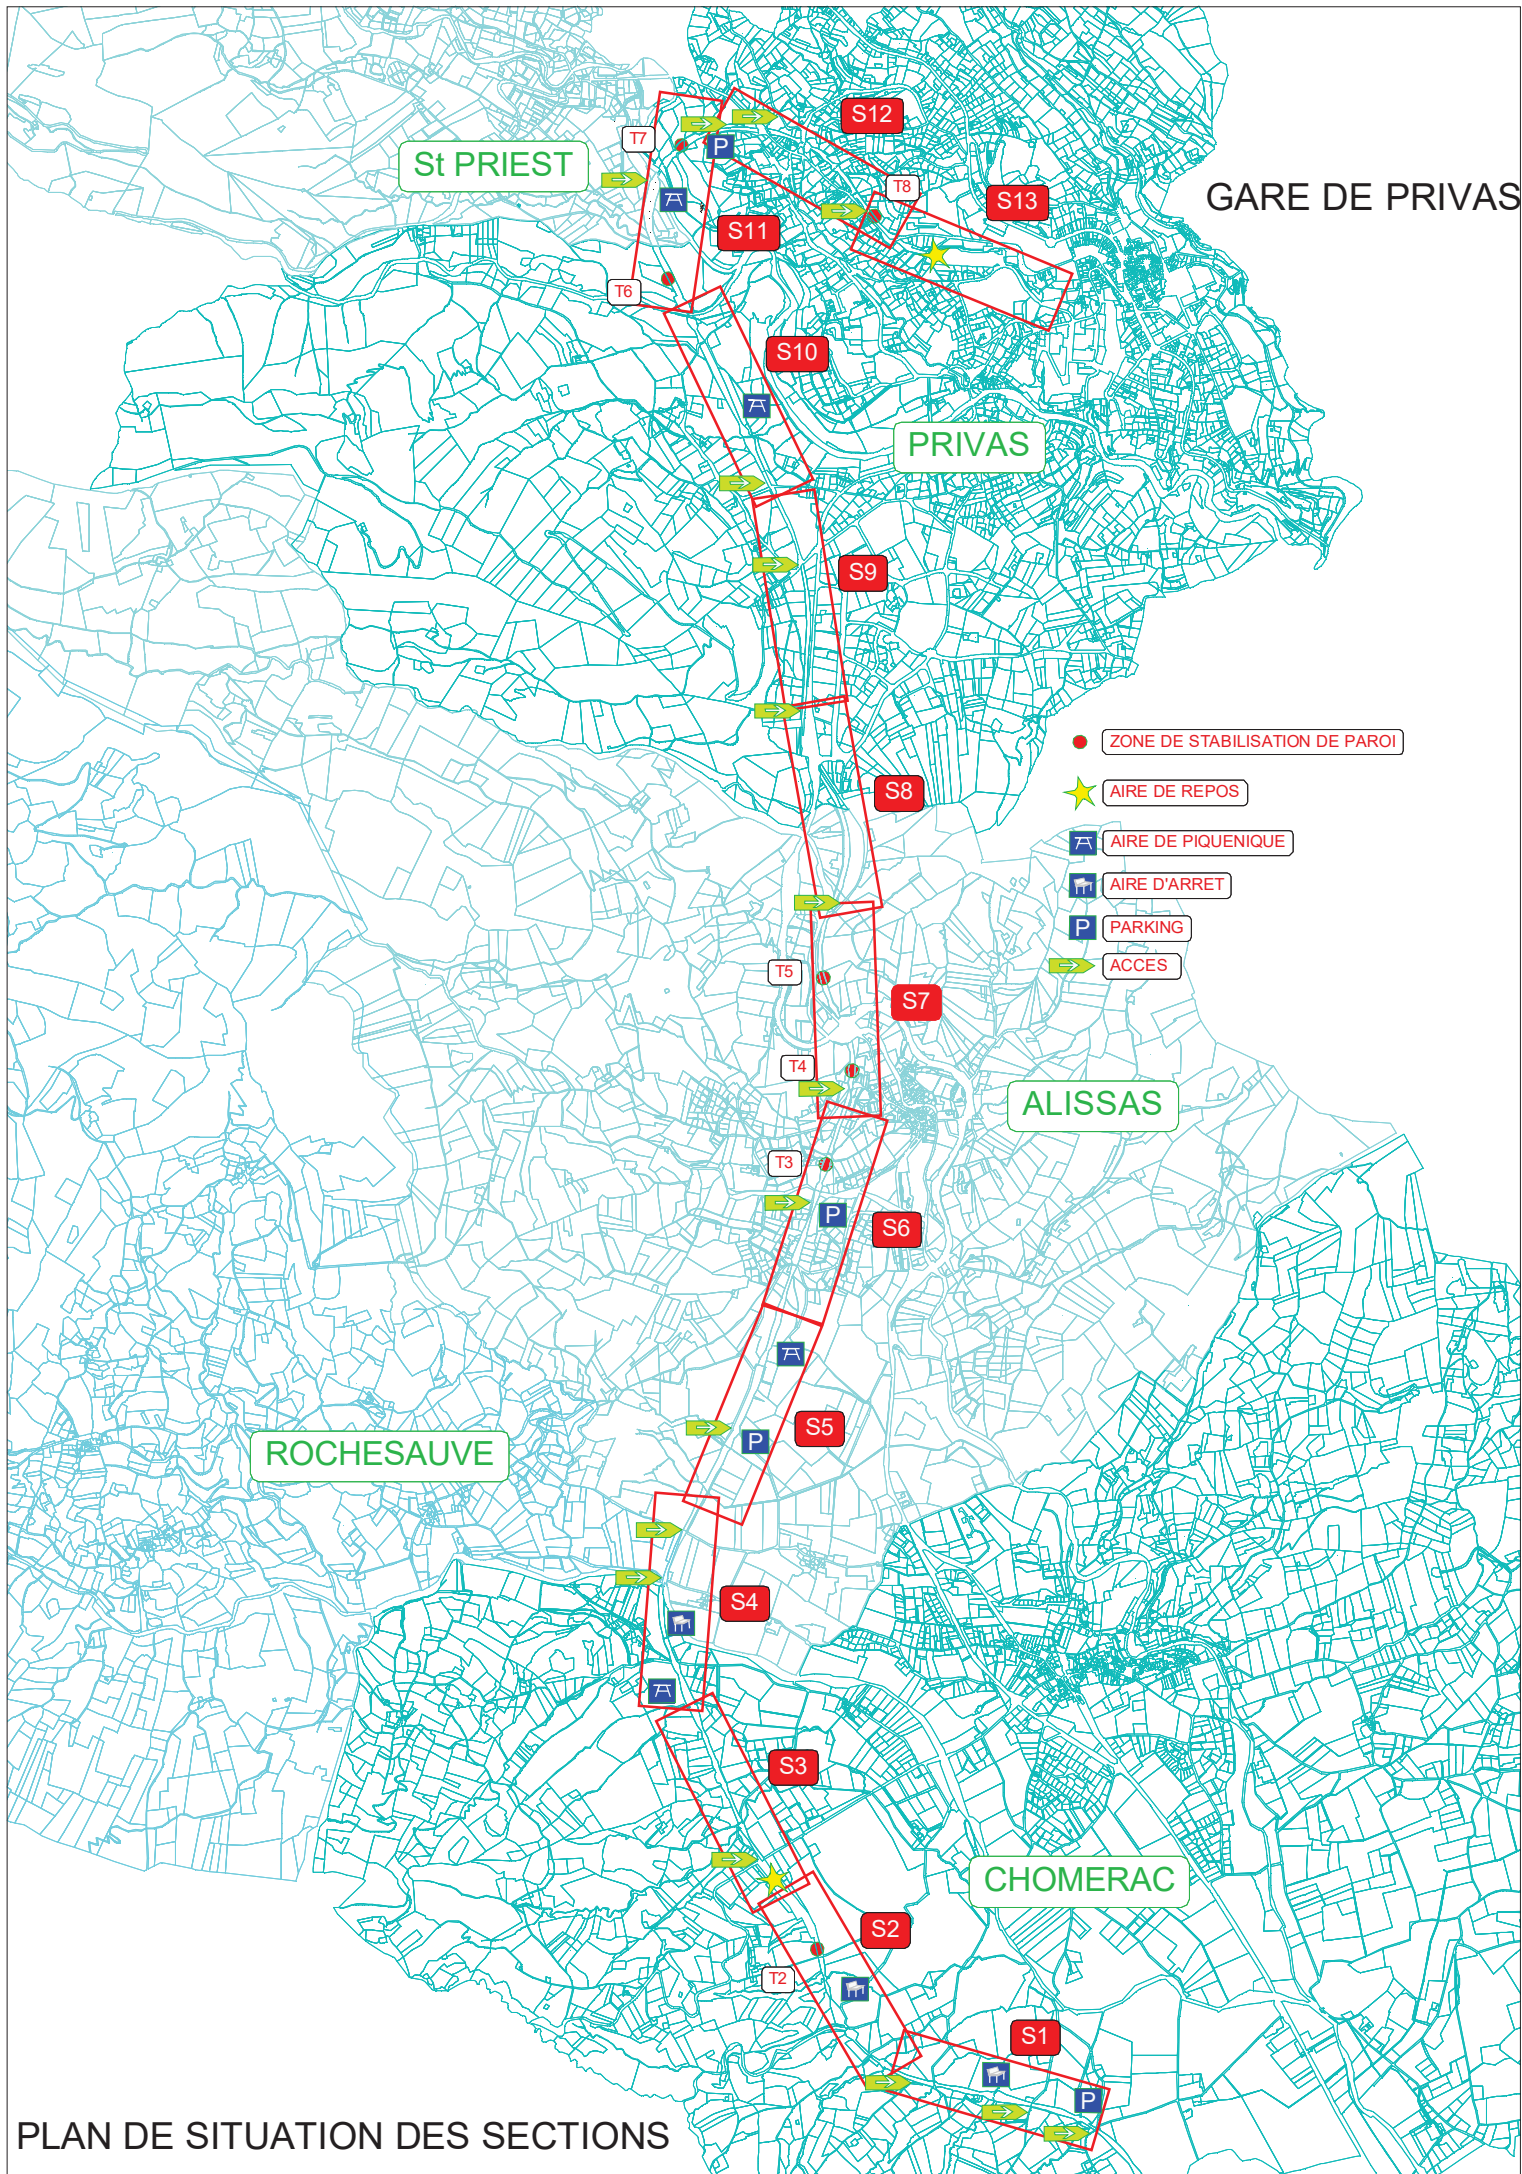 S12
T7
P
St PRIEST
T8
S13
GARE DE PRIVAS
S11
T6
S10
PRIVAS
S9
ZONE DE STABILISATION DE PAROI
S8
AIRE DE REPOS
AIRE DE PIQUENIQUE
AIRE D'ARRET
P
PARKING
ACCES
T5
S7
T4
ALISSAS
T3
P
S6
S5
P
ROCHESAUVE
S4
S3
CHOMERAC
S2
T2
S1
P
PLAN DE SITUATION DES SECTIONS